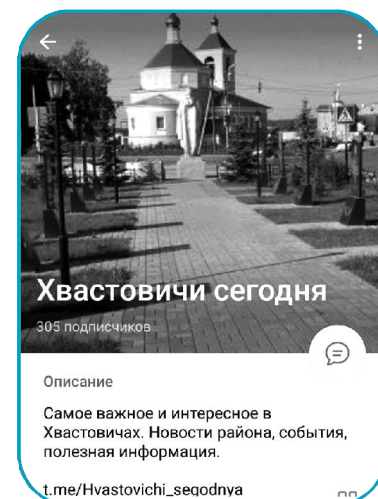 Хвастовичи сегодня
305 подписчиков
Описание
Самое важное и интересное в
Хвастовичах. Новости района, события,
полезная информация.
t.me/Hvastovichi_segodnya